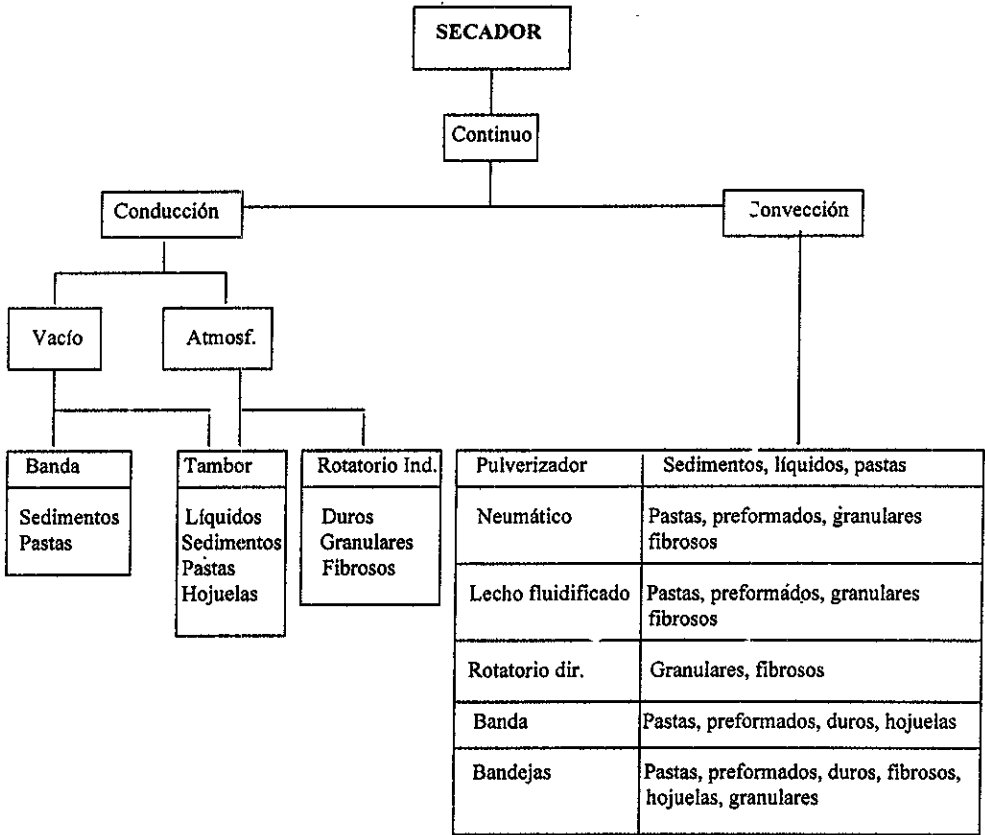 SECADOR
Continuo
Conducción
Convección
Vacío
Atmosf.
Banda
Sedimentos
Pastas
Tambor
Líquidos
Sedimentos
Pastas
Hojuelas
Rotatorio Ind.
Duros
Granulares
Fibrosos
Pulverizador
Sedimentos, líquidos, pastas
Neumático
Pastas, preformados, granulares
fibrosos
Lecho fluidificado
Pastas, preformados, granulares
fibrosos
Rotatorio dir.
Granulares, fibrosos
Banda
Pastas, preformados, duros, hojuelas
Bandejas
Pastas, preformados, duros, fibrosos,
hojuelas, granulares